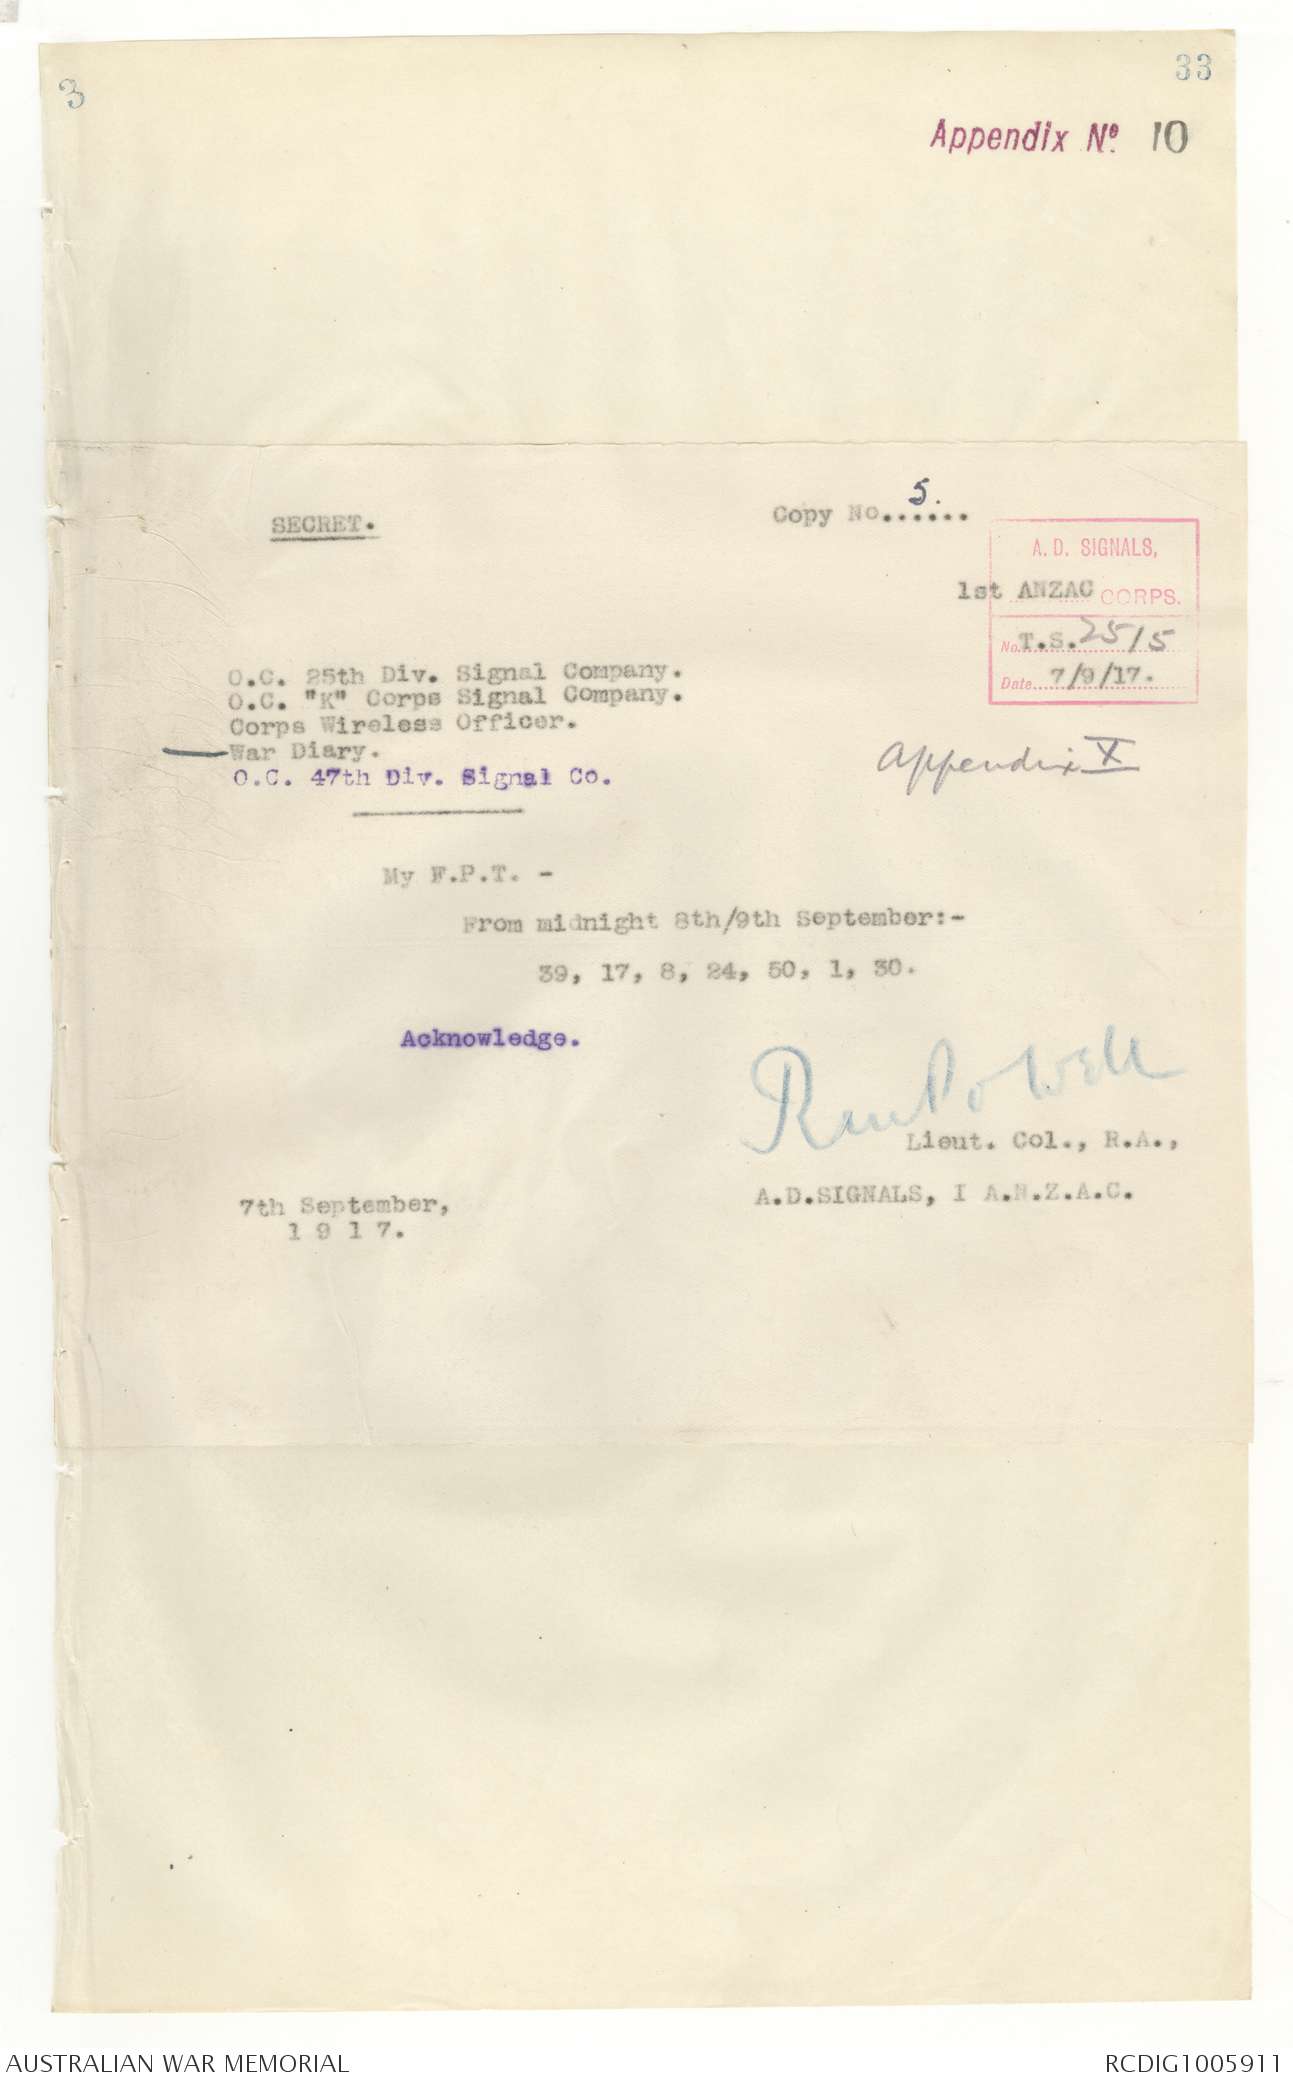 3
33
Appendix Nº 10
SECRET.
Copy No. 5.
A. D. SIGNALS,
1st ANZAC CORPS.
No. T.S. 25/5
Date 7/9/17.
O.C. 25th Div. Signal Company.
O.C. "K" Corps Signal Company.
Corps Wireless Officer.
War Diary.
O.C. 47th Div. Signal Co.
Appendix X
My F.P.T. -
From midnight 8th/9th September:-
39, 17, 8, 24, 50, 1, 30.
Acknowledge.
Powell
Lieut. Col., R.A.,
A.D.SIGNALS, I A.N.Z.A.C.
7th September,
1 9 1 7.
AUSTRALIAN WAR MEMORIAL
RCDIG1005911